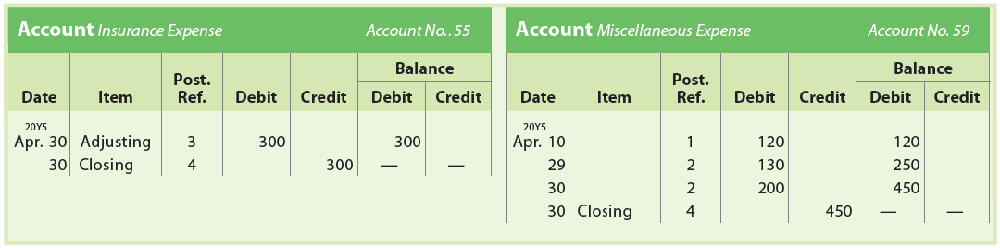 Account Insurance Expense Account No..55
Balance
Post.
Date Item Ref. Debit Credit Debit Credit
20Y5
Apr. 30 Adjusting 3 300 300
30 Closing 4 300 — —
Account Miscellaneous Expense Account No. 59
Balance
Post.
Date Item Ref. Debit Credit Debit Credit
20Y5
Apr. 10 1 120 120
29 2 130 250
30 2 200 450
30 Closing 4 450 — —